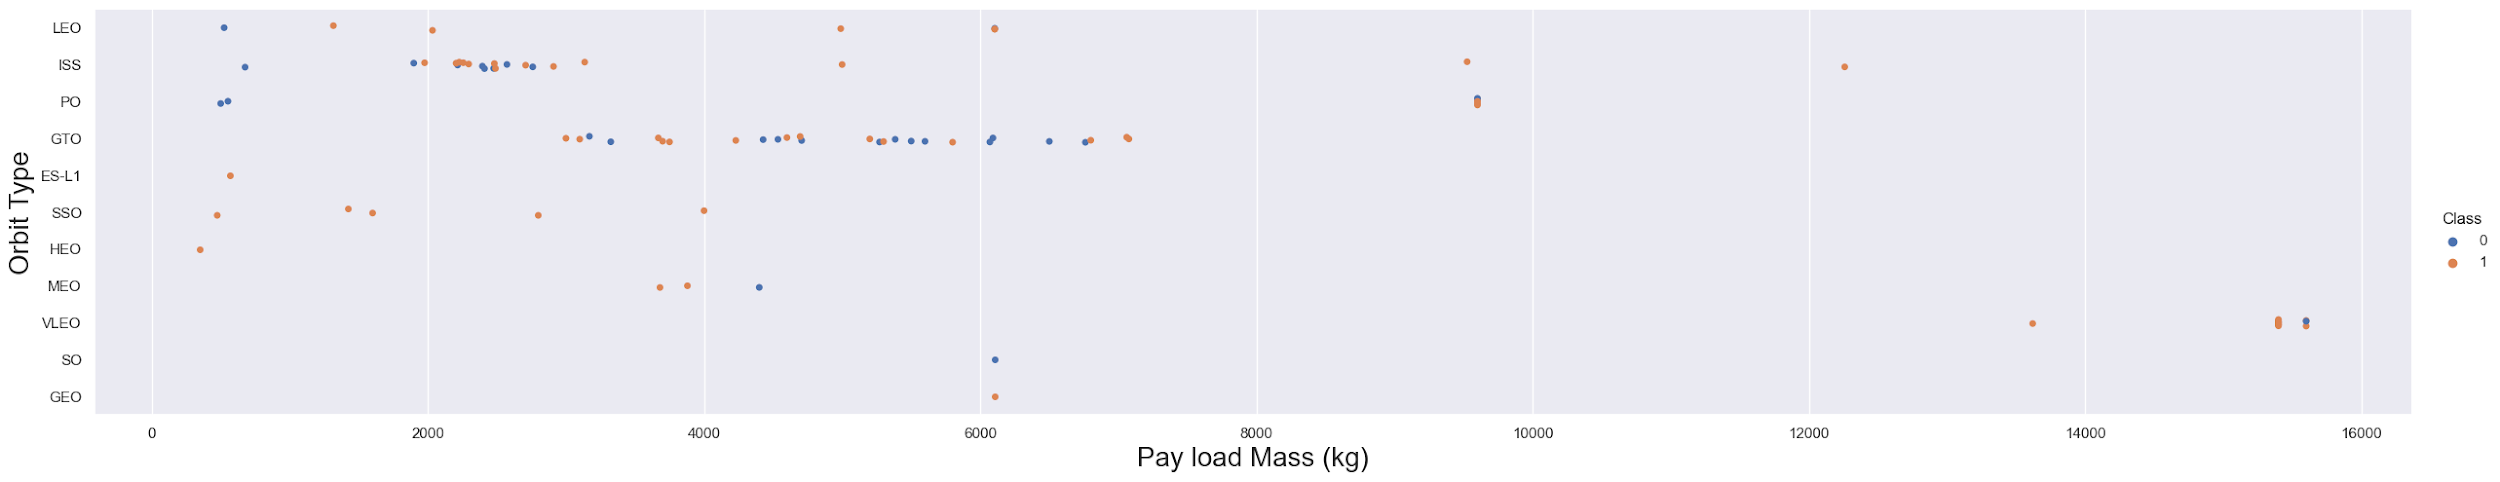 Orbit Type
LEO
ISS
PO
GTO
ES-L1
SSO
HEO
MEO
VLEO
SO
GEO
0 2000 4000 6000 8000 10000 12000 14000 16000
Pay load Mass (kg)
Class
0
1